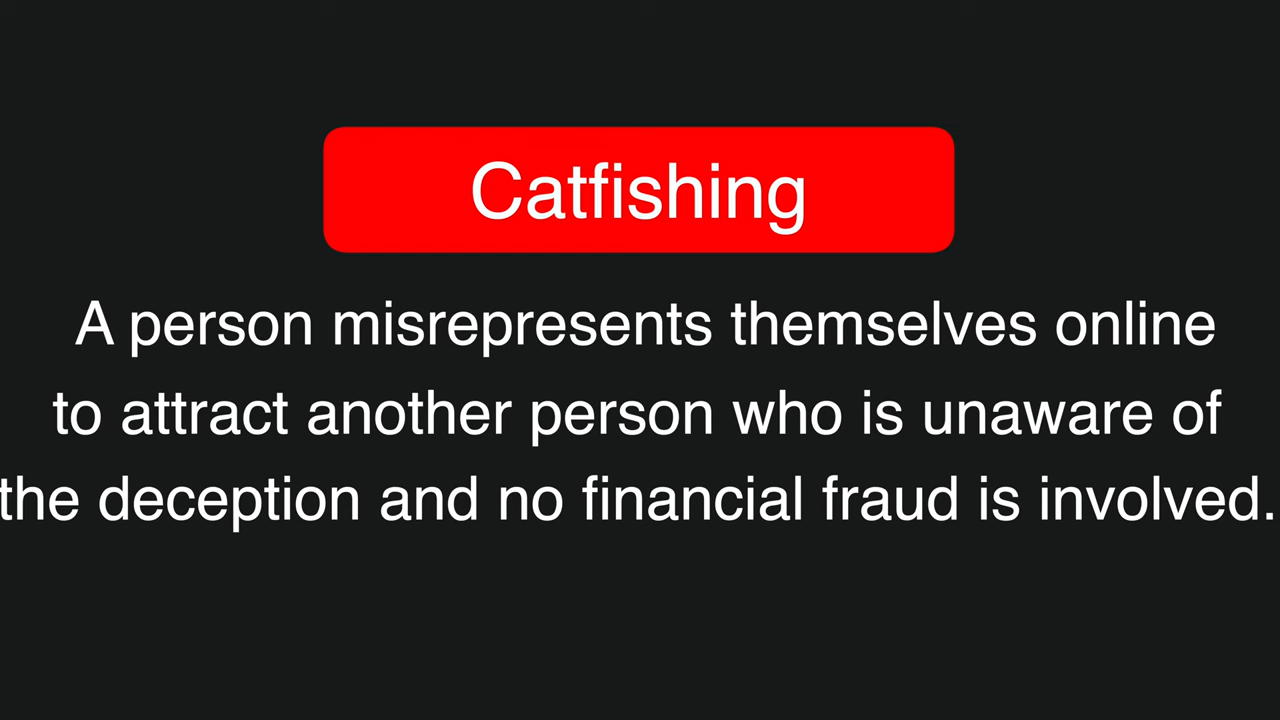 Catfishing
A person misrepresents themselves online
to attract another person who is unaware of
the deception and no financial fraud is involved.